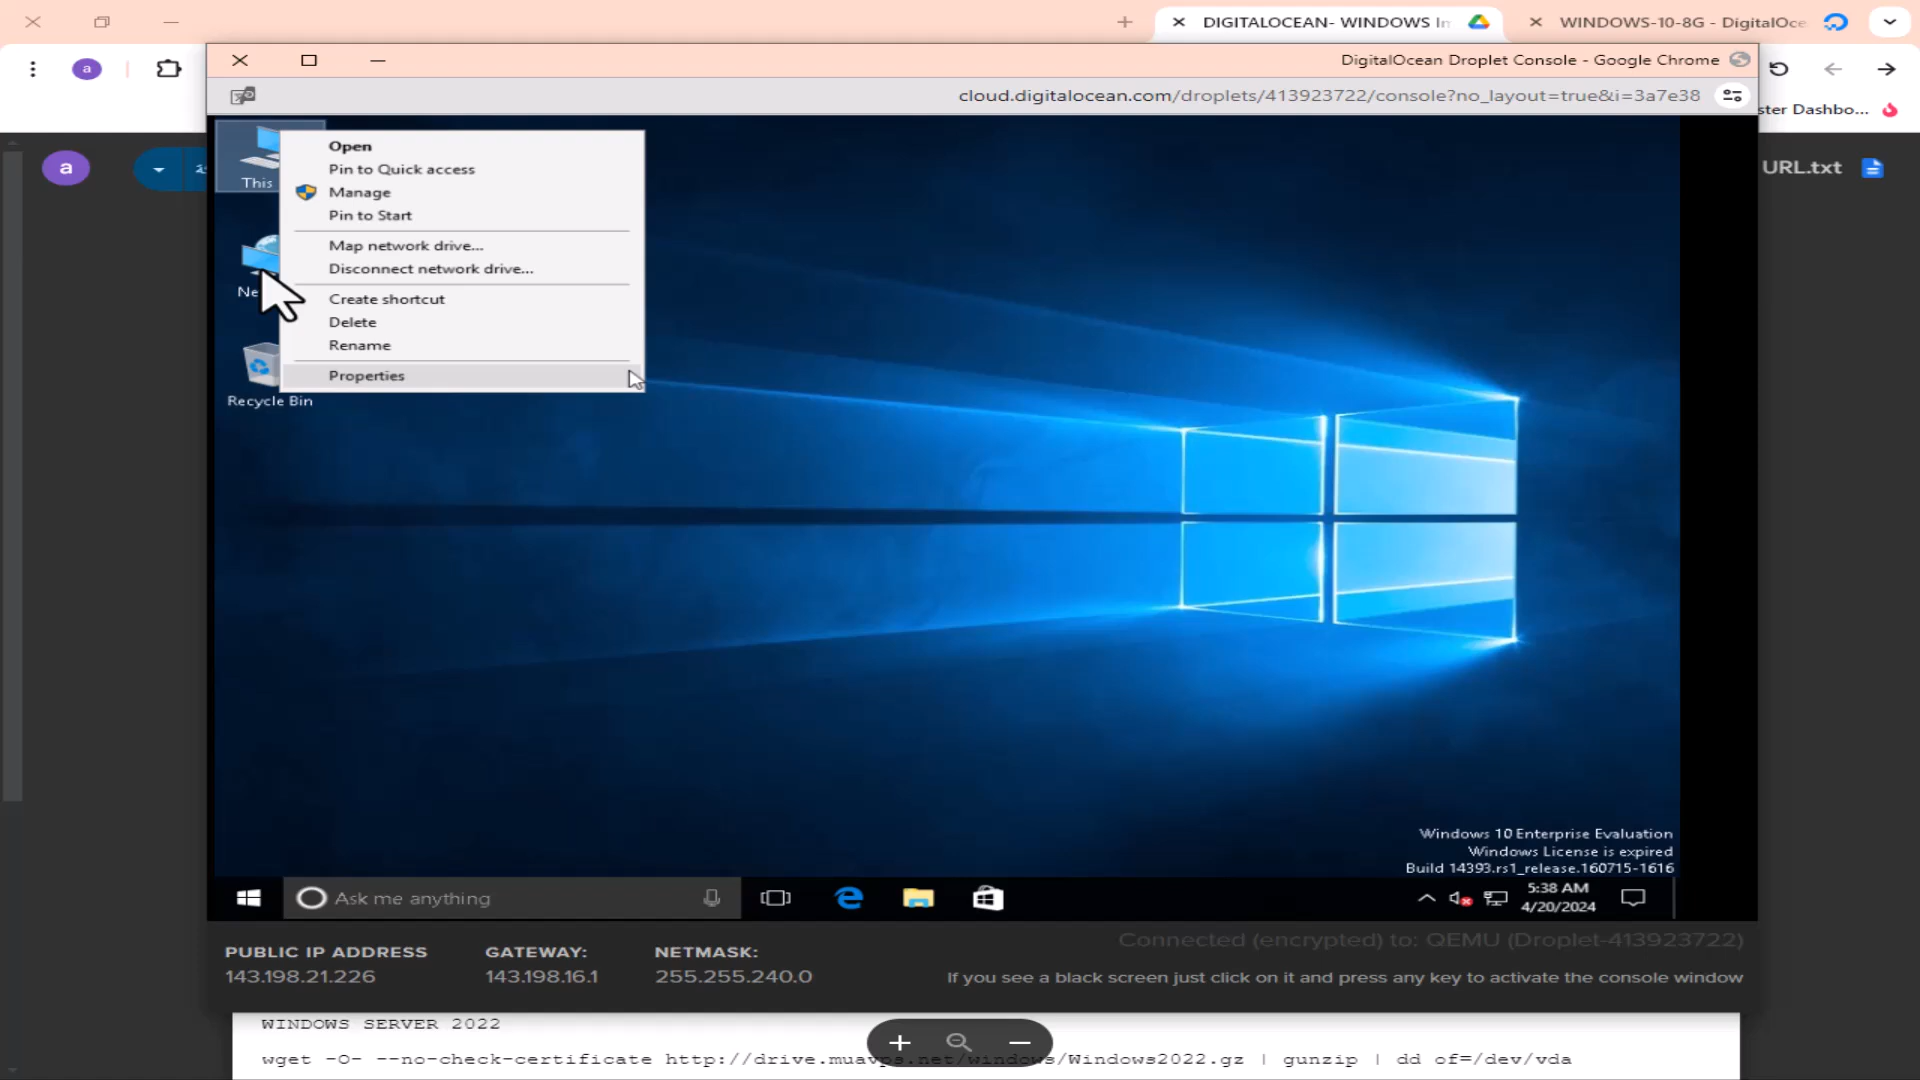 DIGITALOCEAN- WINDOWS
WINDOWS-10-8G - DigitalOce
a
DigitalOcean Droplet Console - Google Chrome
cloud.digitalocean.com/droplets/413923722/console?no_layout=true&i=3a7e38
ster Dashbo...
a
URL.txt
This
Open
Pin to Quick access
Manage
Pin to Start
Map network drive...
Disconnect network drive...
Create shortcut
Delete
Rename
Properties
Ne
Recycle Bin
Windows 10 Enterprise Evaluation
Windows License is expired
Build 14393.rs1_release.160715-1616
Ask me anything
5:38 AM
4/20/2024
PUBLIC IP ADDRESS
143.198.21.226
GATEWAY:
143.198.16.1
NETMASK:
255.255.240.0
Connected (encrypted) to: QEMU (Droplet-413923722)
If you see a black screen just click on it and press any key to activate the console window
WINDOWS SERVER 2022
wget -O- --no-check-certificate http://drive.muavps.net/windows/Windows2022.gz | gunzip | dd of=/dev/vda